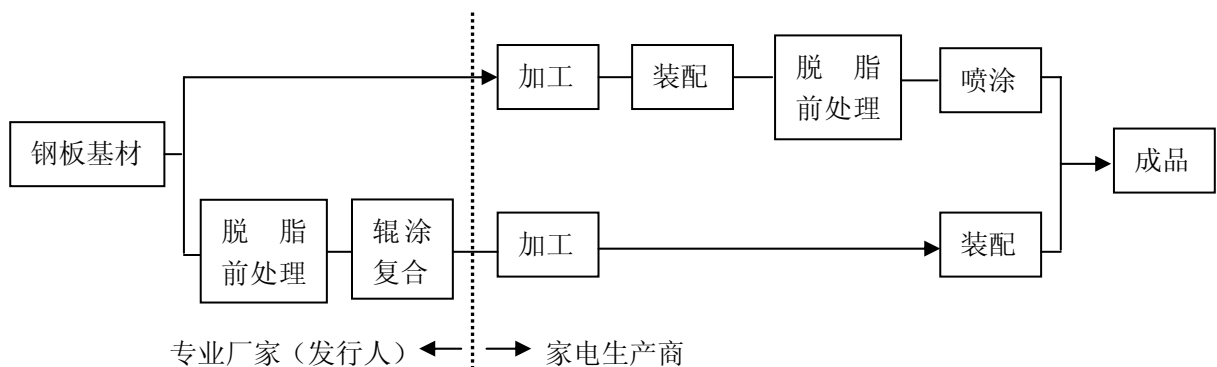 加工
装配
脱脂
前处理
喷涂
钢板基材
成品
脱脂
前处理
辊涂
复合
加工
装配
专业厂家（发行人）
家电生产商